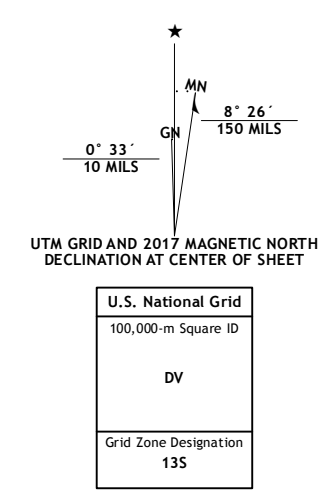 ★
MN
GN
8° 26´
150 MILS
0° 33´
10 MILS
UTM GRID AND 2017 MAGNETIC NORTH
DECLINATION AT CENTER OF SHEET
U.S. National Grid
100,000-m Square ID
DV
Grid Zone Designation
13S